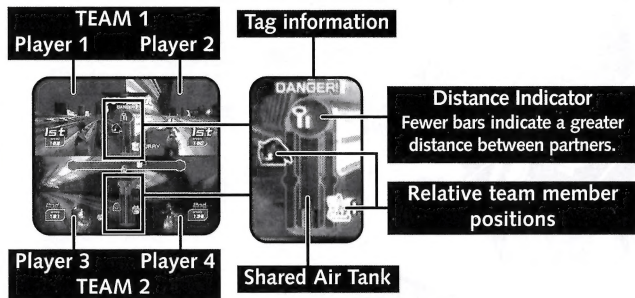 TEAM 1
Player 1 Player 2
Tag information
DANGER!
Distance Indicator
Fewer bars indicate a greater
distance between partners.
1st
1st
Relative team member
positions
Player 3 Player 4
TEAM 2
Shared Air Tank